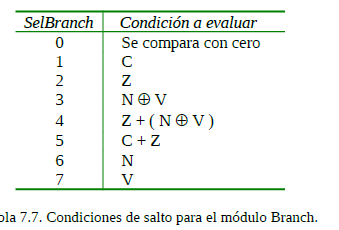 SelBranch Condición a evaluar
0 Se compara con cero
1 C
2 Z
3 N ⊕ V
4 Z + ( N ⊕ V )
5 C + Z
6 N
7 V
ola 7.7. Condiciones de salto para el módulo Branch.